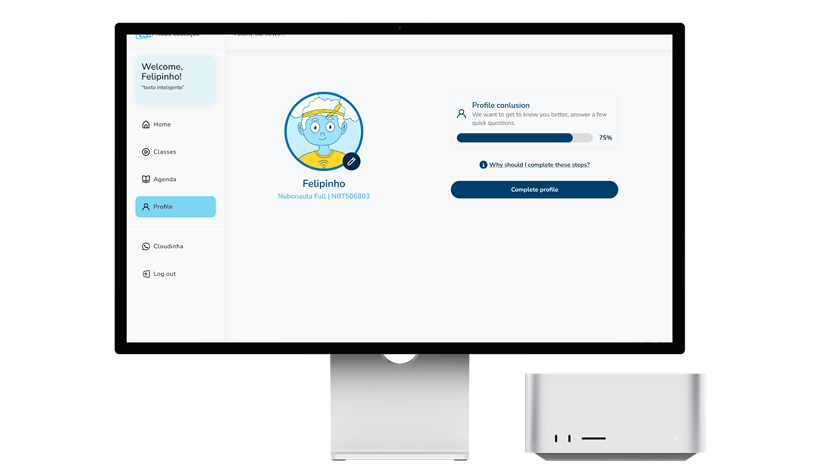 Welcome,
Felipinho!
"texto inteligente"
Home
Classes
Agenda
Profile
Cloudinha
Log out
Felipinho
Nubonauta Full | NBT506803
Profile conlusion
We want to get to know you better, answer a few
quick questions.
75%
Why should I complete these steps?
Complete profile